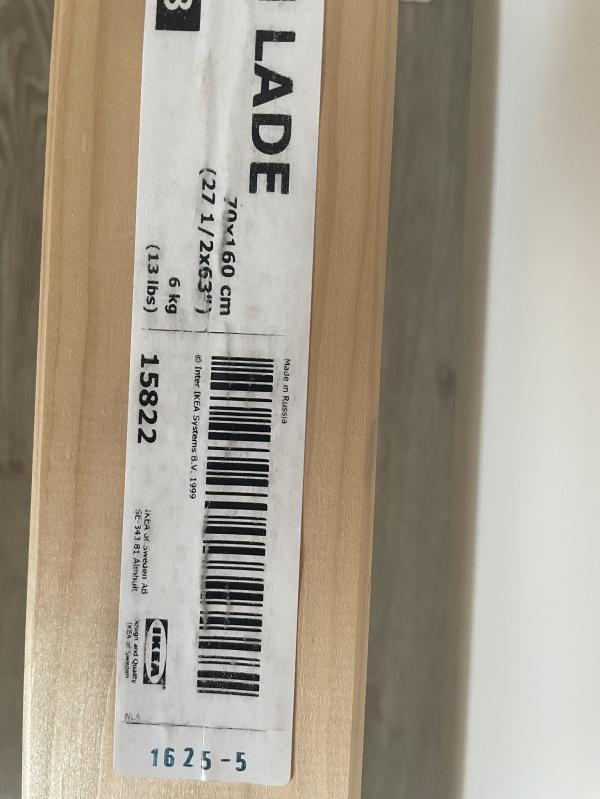 LADE
70x160 cm
(27 1/2x63")
6 kg
(13 lbs)
Made in Russia
© Inter IKEA Systems B.V. 1999
15822
IKEA of Sweden AB
SE-343 81 Älmhult
IKEA
Design and Quality
IKEA of Sweden
1625-5